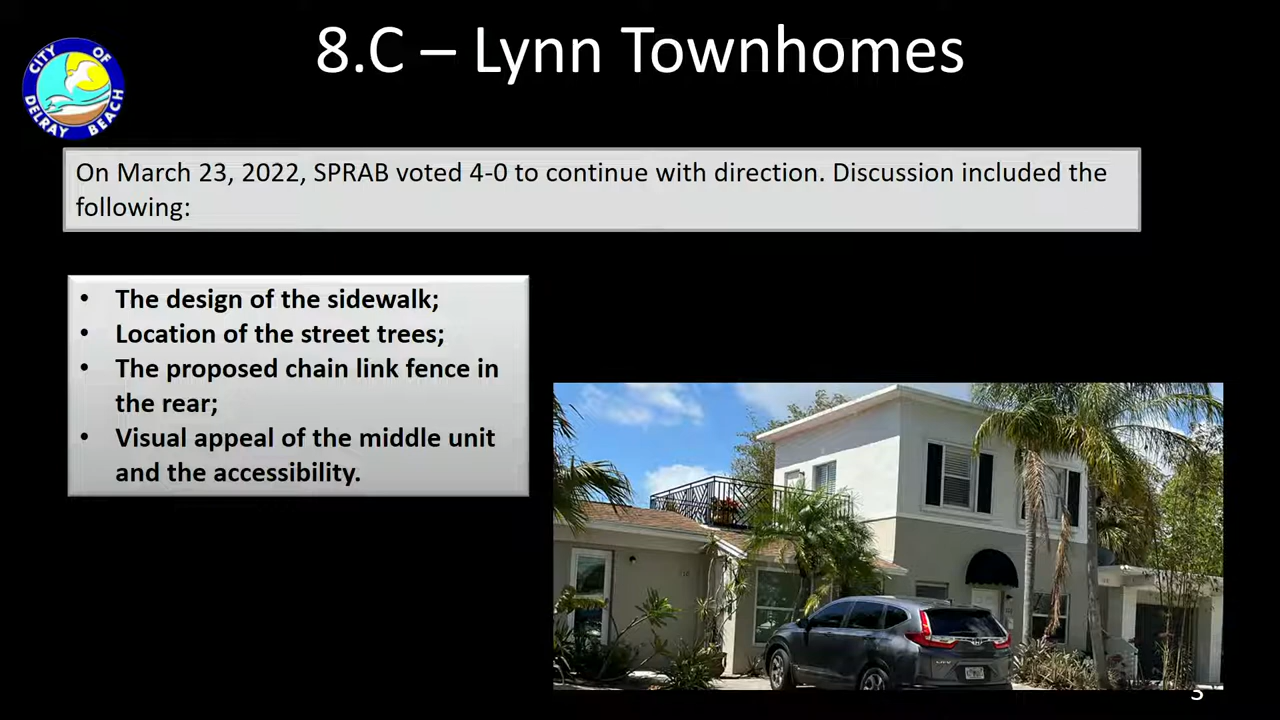 8.C – Lynn Townhomes
CITY OF
DELRAY BEACH
On March 23, 2022, SPRAB voted 4-0 to continue with direction. Discussion included the
following:
• The design of the sidewalk;
• Location of the street trees;
• The proposed chain link fence in
the rear;
• Visual appeal of the middle unit
and the accessibility.
3